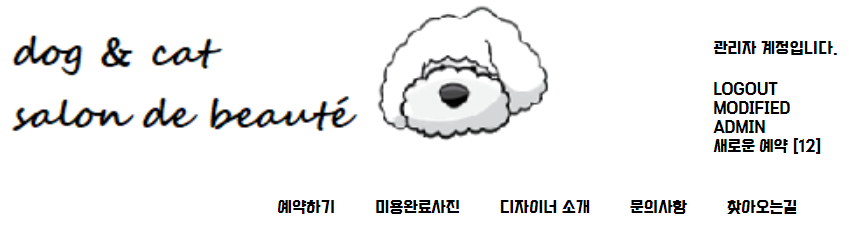 dog & cat
salon de beauté
관리자 계정입니다.
LOGOUT
MODIFIED
ADMIN
새로운 예약 [12]
예약하기 미용완료사진 디자이너 소개 문의사항 찾아오는길